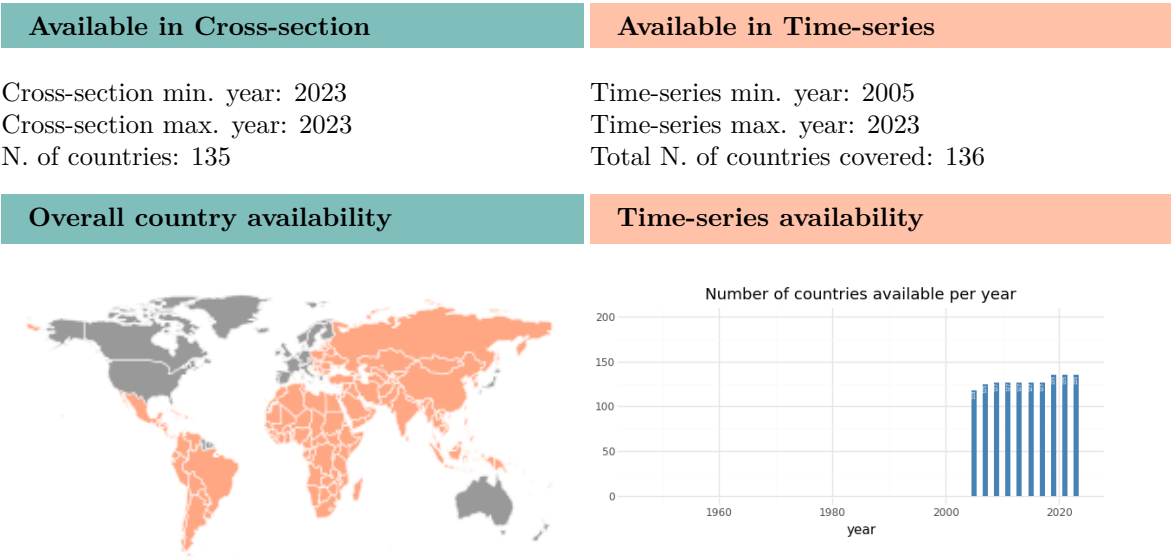 Available in Cross-section
Available in Time-series
Cross-section min. year: 2023
Cross-section max. year: 2023
N. of countries: 135
Time-series min. year: 2005
Time-series max. year: 2023
Total N. of countries covered: 136
Overall country availability
Time-series availability
Number of countries available per year
200
150
100
50
0
1960
1980
2000
2020
year